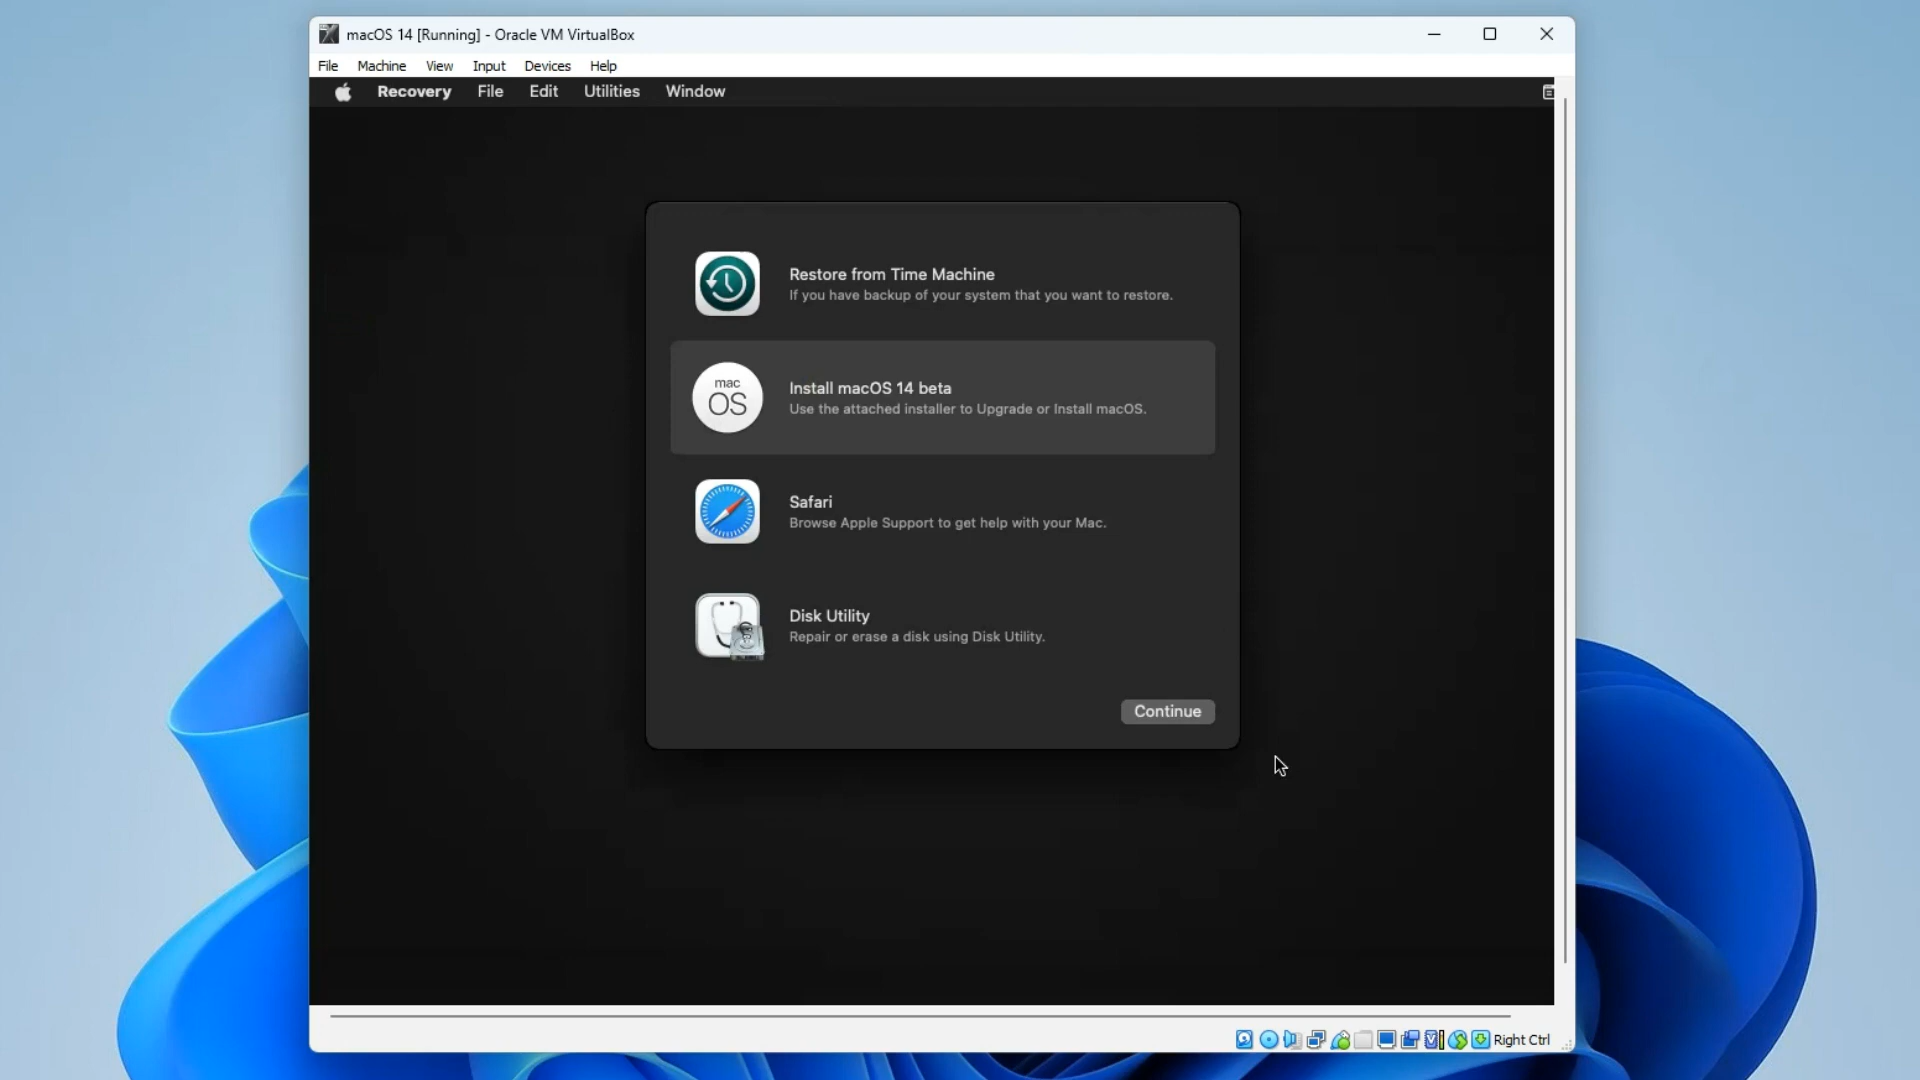 macOS 14 [Running] - Oracle VM VirtualBox
File Machine View Input Devices Help
Recovery File Edit Utilities Window
Restore from Time Machine
If you have backup of your system that you want to restore.
mac
OS
Install macOS 14 beta
Use the attached installer to Upgrade or Install macOS.
Safari
Browse Apple Support to get help with your Mac.
Disk Utility
Repair or erase a disk using Disk Utility.
Continue
Right Ctrl